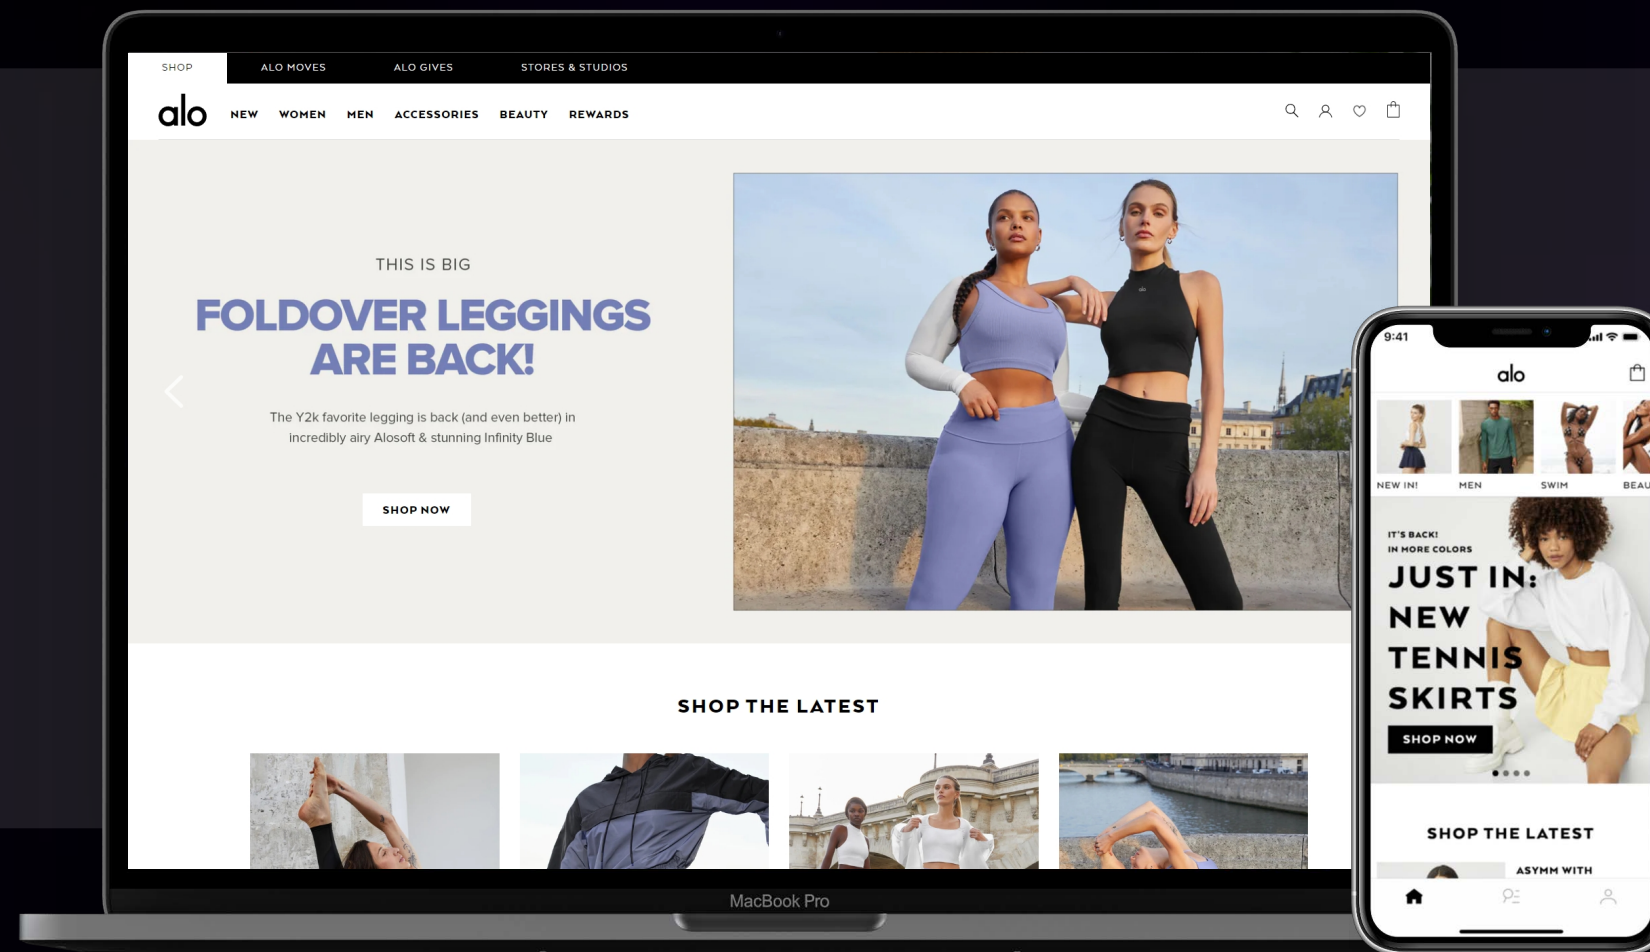 SHOP
ALO MOVES
ALO GIVES
STORES & STUDIOS
alo
NEW
WOMEN
MEN
ACCESSORIES
BEAUTY
REWARDS
THIS IS BIG
FOLDOVER LEGGINGS
ARE BACK!
The Y2k favorite legging is back (and even better) in
incredibly airy Alosoft & stunning Infinity Blue
SHOP NOW
alo
SHOP THE LATEST
MacBook Pro
9:41
alo
NEW IN!
MEN
SWIM
BEAU
IT'S BACK!
IN MORE COLORS
JUST IN:
NEW
TENNIS
SKIRTS
SHOP NOW
SHOP THE LATEST
ASYMM WITH